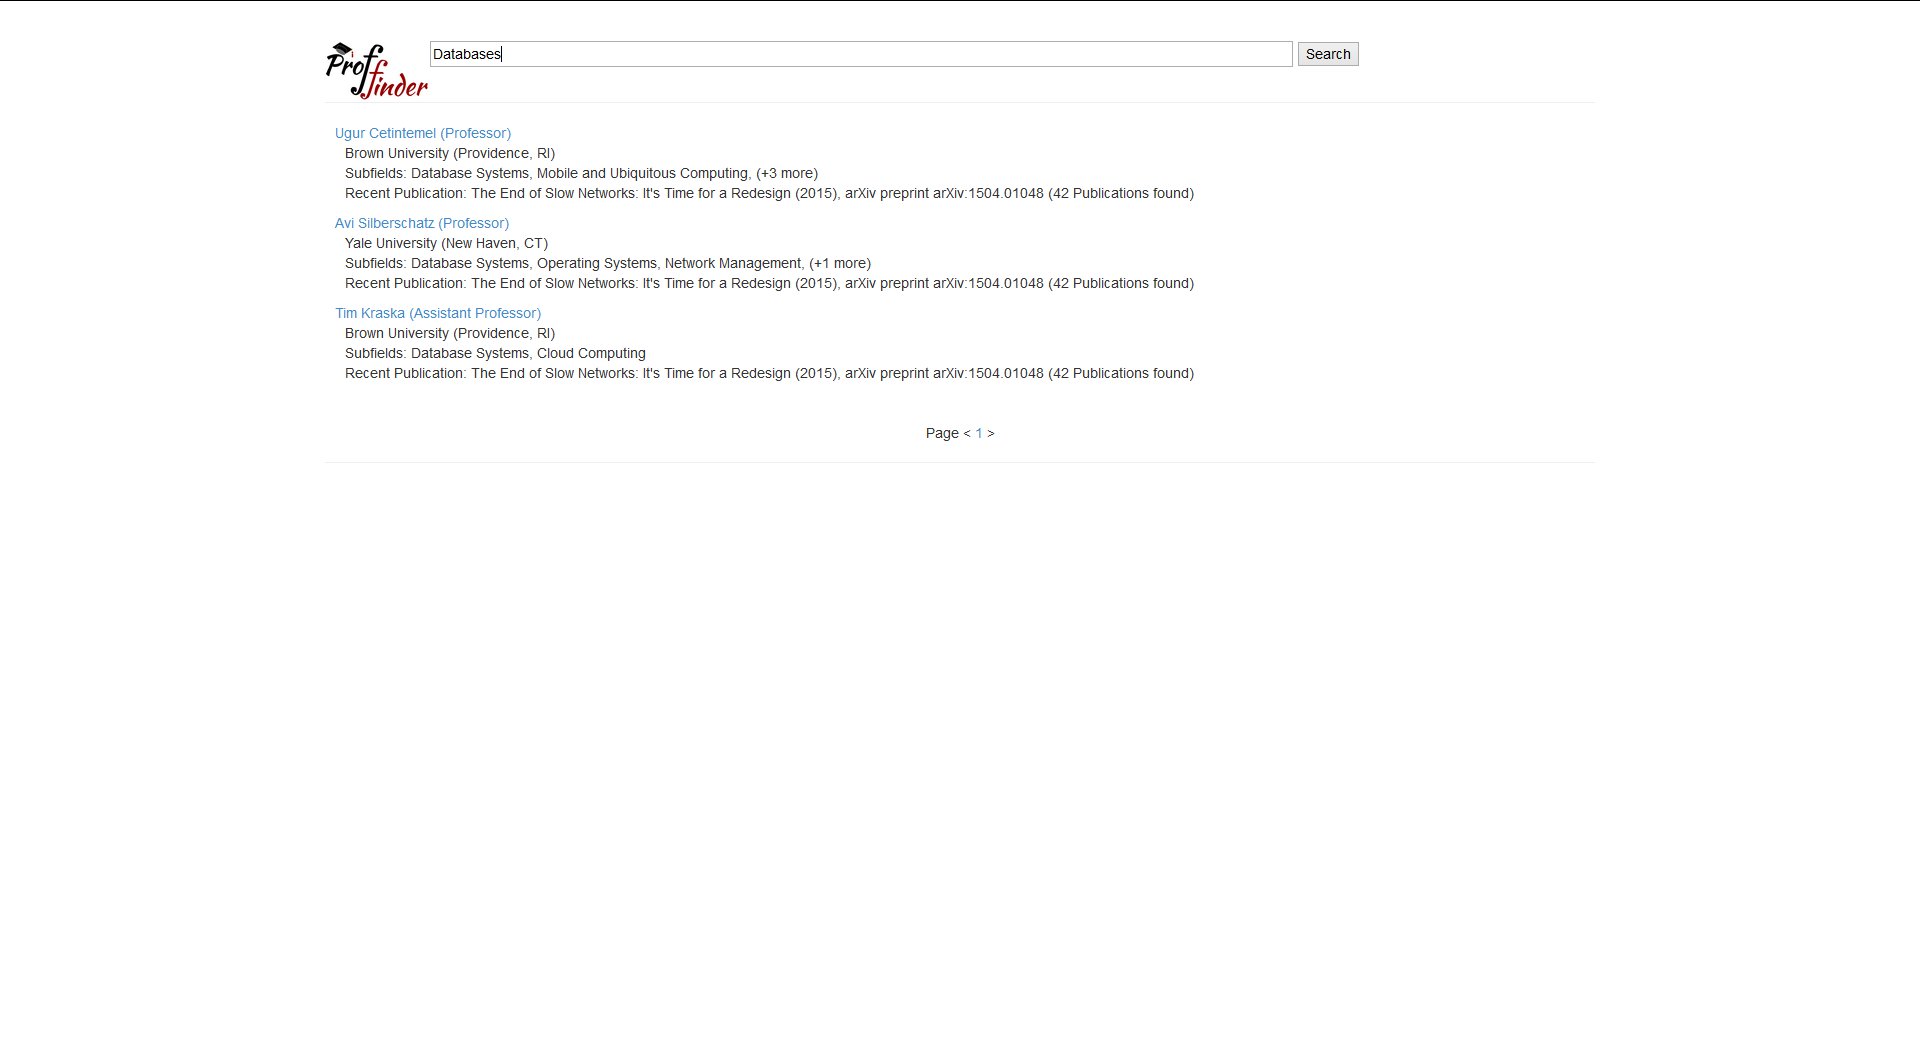 Prof finder
Databases
Search
Ugur Cetintemel (Professor)
Brown University (Providence, RI)
Subfields: Database Systems, Mobile and Ubiquitous Computing, (+3 more)
Recent Publication: The End of Slow Networks: It's Time for a Redesign (2015), arXiv preprint arXiv:1504.01048 (42 Publications found)
Avi Silberschatz (Professor)
Yale University (New Haven, CT)
Subfields: Database Systems, Operating Systems, Network Management, (+1 more)
Recent Publication: The End of Slow Networks: It's Time for a Redesign (2015), arXiv preprint arXiv:1504.01048 (42 Publications found)
Tim Kraska (Assistant Professor)
Brown University (Providence, RI)
Subfields: Database Systems, Cloud Computing
Recent Publication: The End of Slow Networks: It's Time for a Redesign (2015), arXiv preprint arXiv:1504.01048 (42 Publications found)
Page < 1 >